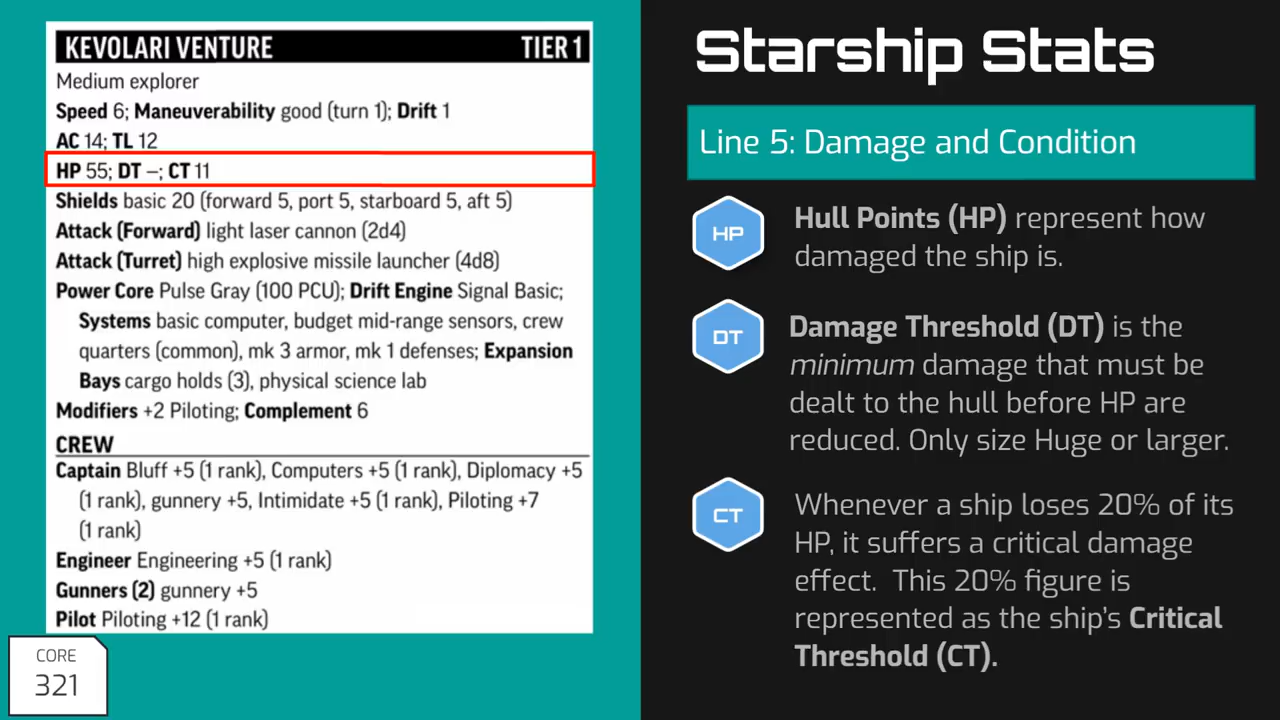 KEVOLARI VENTURE TIER 1
Medium explorer
Speed 6; Maneuverability good (turn 1); Drift 1
AC 14; TL 12
HP 55; DT –; CT 11
Shields basic 20 (forward 5, port 5, starboard 5, aft 5)
Attack (Forward) light laser cannon (2d4)
Attack (Turret) high explosive missile launcher (4d8)
Power Core Pulse Gray (100 PCU); Drift Engine Signal Basic;
Systems basic computer, budget mid-range sensors, crew
quarters (common), mk 3 armor, mk 1 defenses; Expansion
Bays cargo holds (3), physical science lab
Modifiers +2 Piloting; Complement 6
CREW
Captain Bluff +5 (1 rank), Computers +5 (1 rank), Diplomacy +5
(1 rank), gunnery +5, Intimidate +5 (1 rank), Piloting +7
(1 rank)
Engineer Engineering +5 (1 rank)
Gunners (2) gunnery +5
Pilot Piloting +12 (1 rank)
CORE
321
Starship Stats
Line 5: Damage and Condition
HP
Hull Points (HP) represent how
damaged the ship is.
DT
Damage Threshold (DT) is the
minimum damage that must be
dealt to the hull before HP are
reduced. Only size Huge or larger.
CT
Whenever a ship loses 20% of its
HP, it suffers a critical damage
effect. This 20% figure is
represented as the ship's Critical
Threshold (CT).